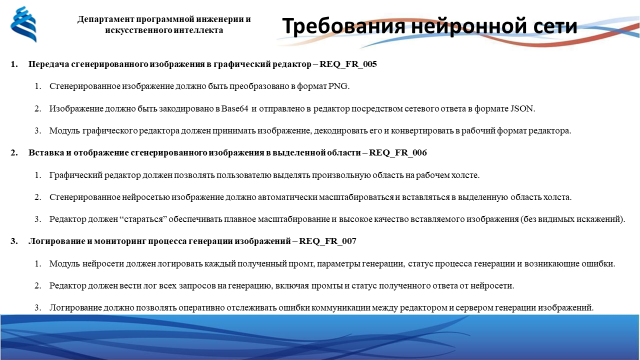 Департамент программной инженерии и
искусственного интеллекта
Требования нейронной сети
1. Передача сгенерированного изображения в графический редактор – REQ_FR_005
1. Сгенерированное изображение должно быть преобразовано в формат PNG.
2. Изображение должно быть закодировано в Base64 и отправлено в редактор посредством сетевого ответа в формате JSON.
3. Модуль графического редактора должен принимать изображение, декодировать его и конвертировать в рабочий формат редактора.
2. Вставка и отображение сгенерированного изображения в выделенной области – REQ_FR_006
1. Графический редактор должен позволять пользователю выделять произвольную область на рабочем холсте.
2. Сгенерированное нейросетью изображение должно автоматически масштабироваться и вставляться в выделенную область холста.
3. Редактор должен “стараться” обеспечивать плавное масштабирование и высокое качество вставляемого изображения (без видимых искажений).
3. Логирование и мониторинг процесса генерации изображений – REQ_FR_007
1. Модуль нейросети должен логировать каждый полученный промт, параметры генерации, статус процесса генерации и возникающие ошибки.
2. Редактор должен вести лог всех запросов на генерацию, включая промты и статус полученного ответа от нейросети.
3. Логирование должно позволять оперативно отслеживать ошибки коммуникации между редактором и сервером генерации изображений.